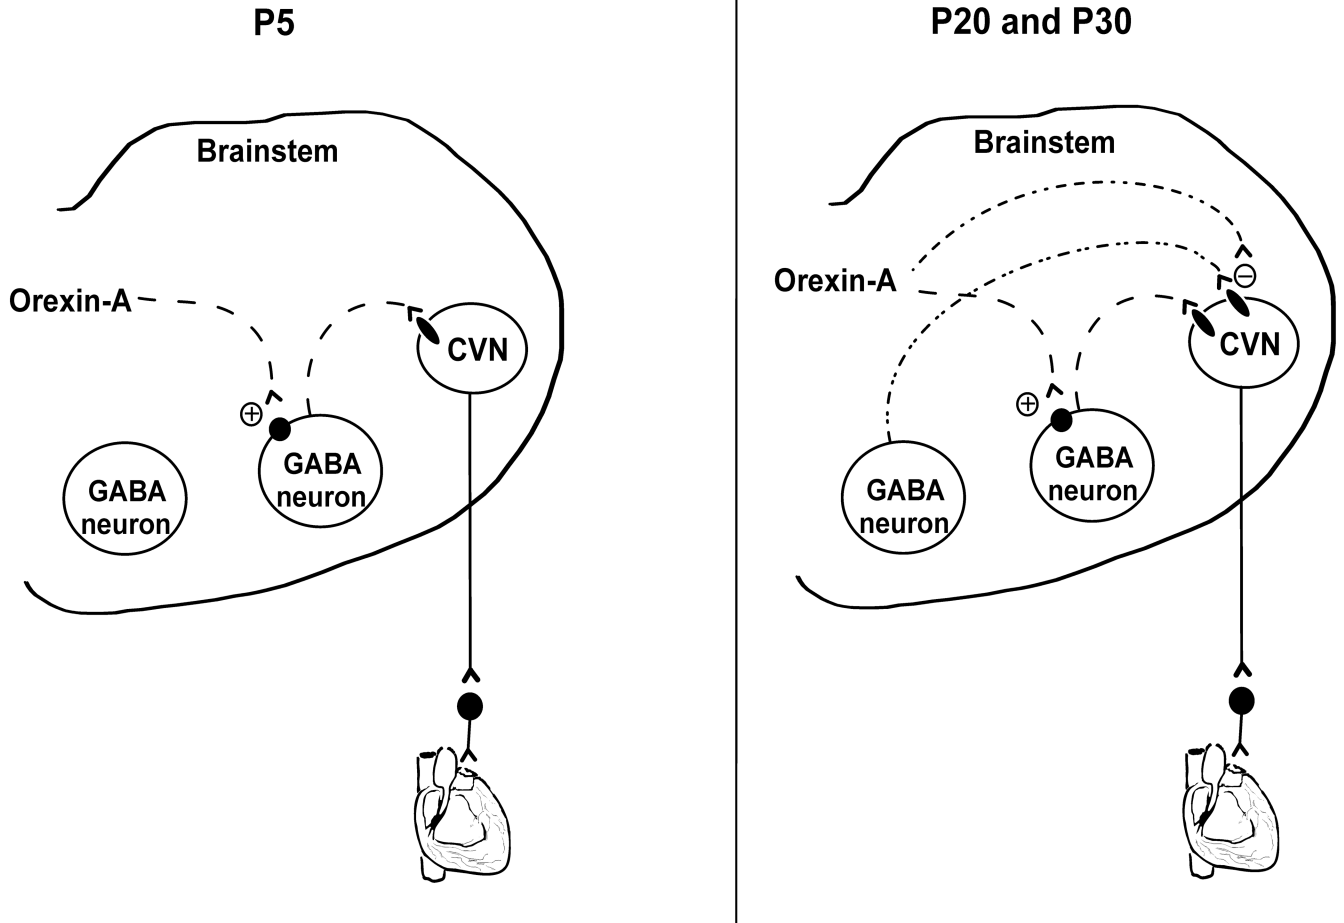 P5
Brainstem
Orexin-A
CVN
+
GABA
neuron
GABA
neuron
P20 and P30
Brainstem
Orexin-A
−
CVN
+
GABA
neuron
GABA
neuron